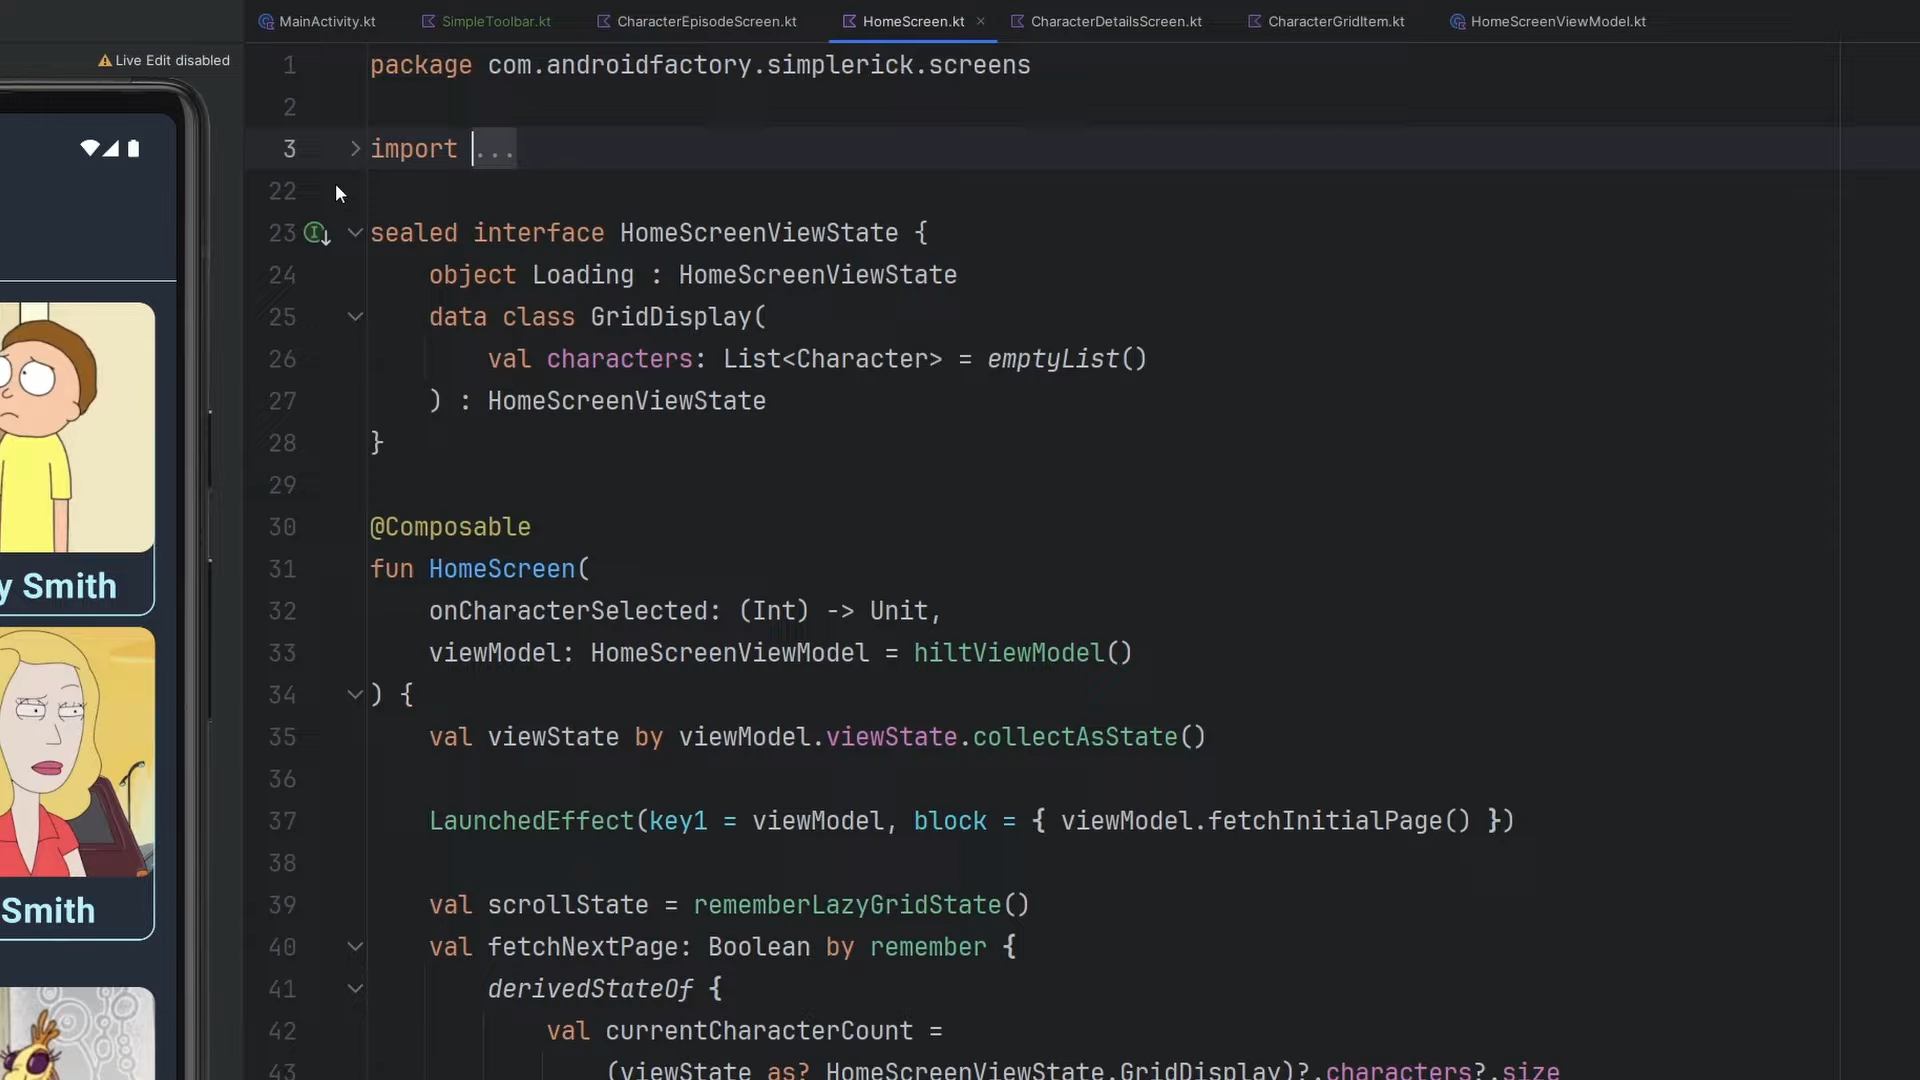 MainActivity.kt SimpleToolbar.kt CharacterEpisodeScreen.kt HomeScreen.kt × CharacterDetailsScreen.kt CharacterGridItem.kt HomeScreenViewModel.kt
Live Edit disabled
y Smith
Smith
1 package com.androidfactory.simplerick.screens
2
3 import ...
22
23 sealed interface HomeScreenViewState {
24 object Loading : HomeScreenViewState
25 data class GridDisplay(
26 val characters: List<Character> = emptyList()
27 ) : HomeScreenViewState
28 }
29
30 @Composable
31 fun HomeScreen(
32 onCharacterSelected: (Int) -> Unit,
33 viewModel: HomeScreenViewModel = hiltViewModel()
34 ) {
35 val viewState by viewModel.viewState.collectAsState()
36
37 LaunchedEffect(key1 = viewModel, block = { viewModel.fetchInitialPage() })
38
39 val scrollState = rememberLazyGridState()
40 val fetchNextPage: Boolean by remember {
41 derivedStateOf {
42 val currentCharacterCount =
43 (viewState as? HomeScreenViewState.GridDisplay)?.characters?.size